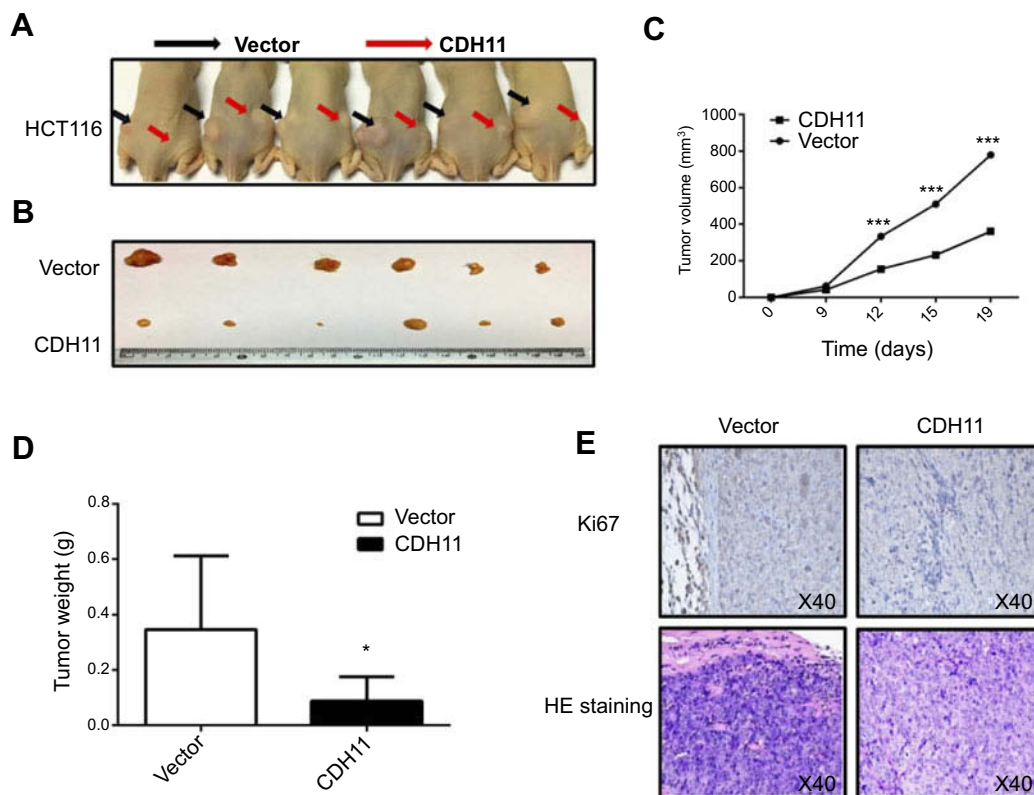 A
Vector CDH11
HCT116
B
Vector
CDH11
C
1000
800
600
400
200
0
Tumor volume (mm³)
CDH11
Vector
***
***
***
0 9 12 15 19
Time (days)
D
0.8
0.6
0.4
0.2
0.0
Tumor weight (g)
Vector
CDH11
*
Vector CDH11
E
Vector CDH11
Ki67
X40 X40
HE staining
X40 X40